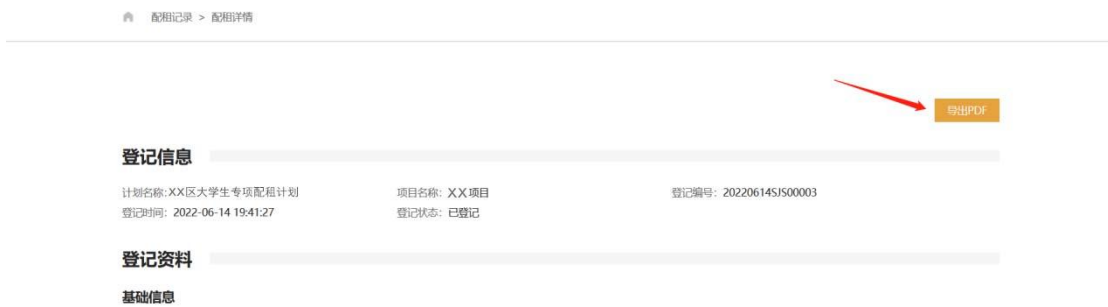 配租记录 > 配租详情
导出PDF
登记信息
计划名称:XX区大学生专项配租计划 项目名称: XX项目 登记编号: 20220614SJS00003
登记时间: 2022-06-14 19:41:27 登记状态: 已登记
登记资料
基础信息